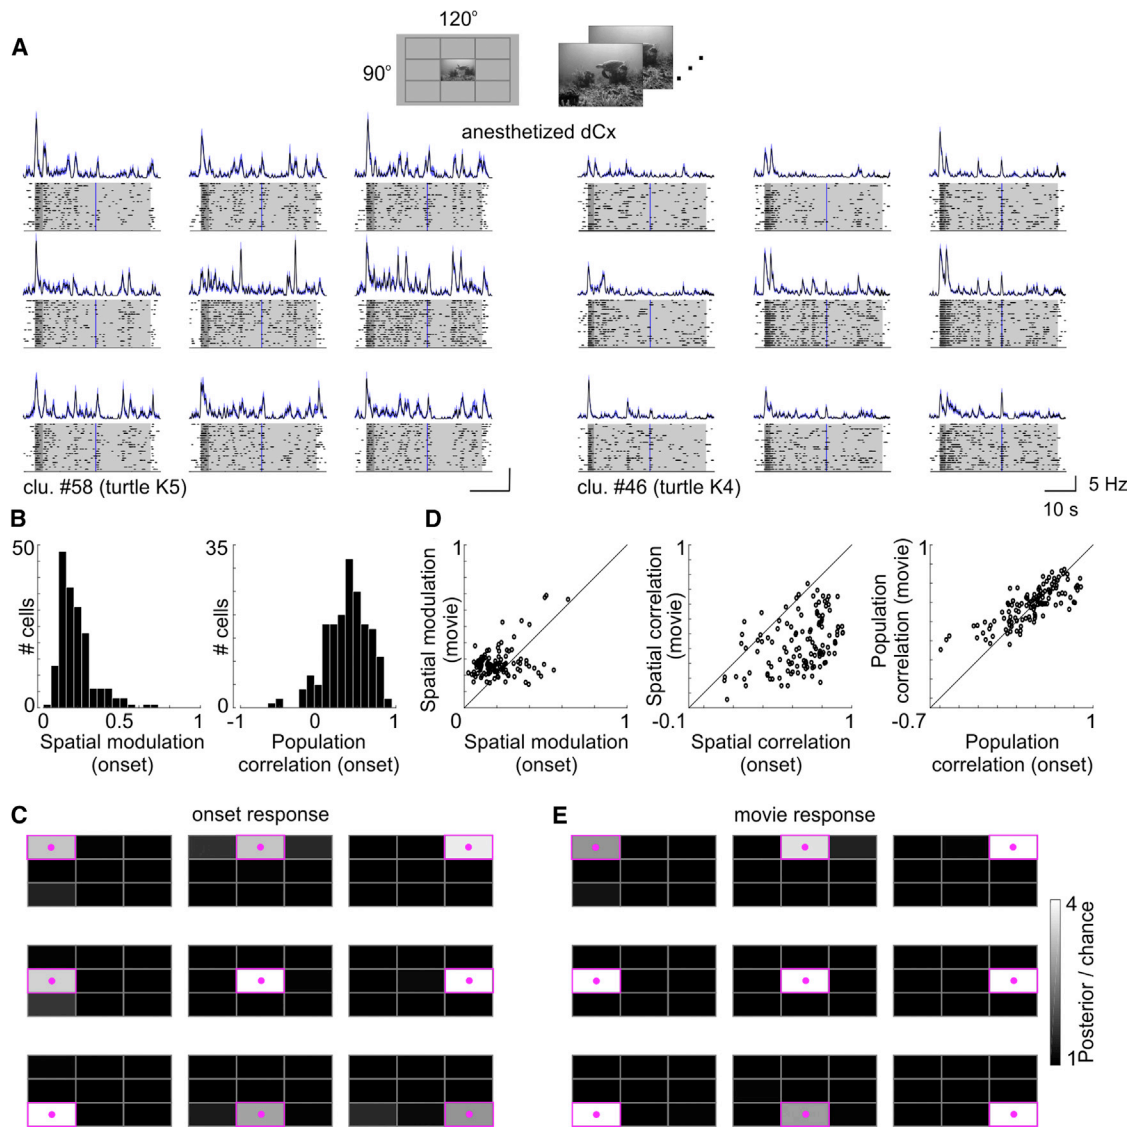 120°
A
90°
anesthetized dCx
clu. #58 (turtle K5)
clu. #46 (turtle K4)
5 Hz
10 s
B
50
# cells
0
0
0.5
1
Spatial modulation
(onset)
35
# cells
0
-1
0
1
Population
correlation (onset)
D
1
Spatial modulation
(movie)
0
1
Spatial modulation
(onset)
1
Spatial correlation
(movie)
-0.1
1
Spatial correlation
(onset)
1
Population
correlation (movie)
-0.7
1
Population
correlation (onset)
C
onset response
E
movie response
4
Posterior / chance
1